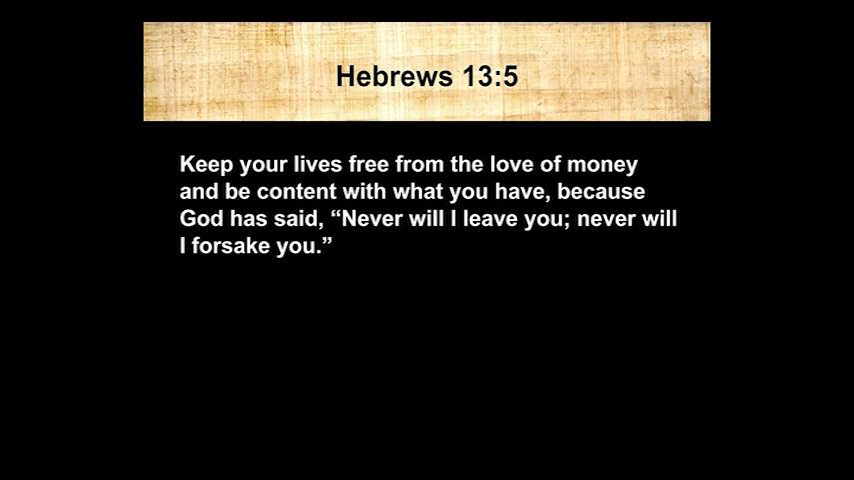 Hebrews 13:5
Keep your lives free from the love of money
and be content with what you have, because
God has said, “Never will I leave you; never will
I forsake you.”